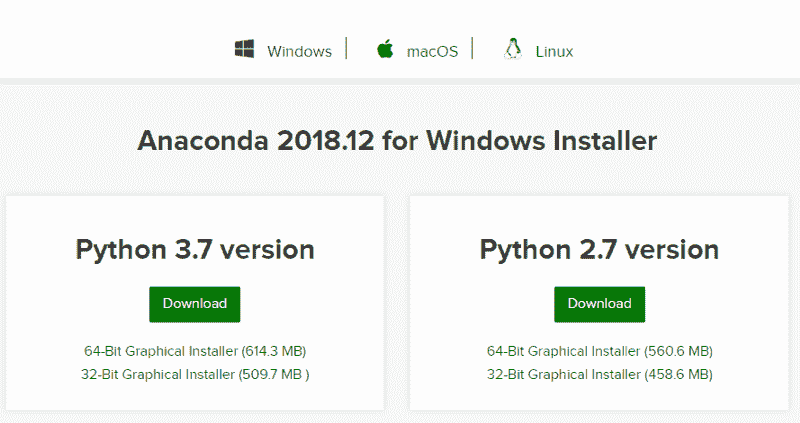 Windows | macOS | Linux
Anaconda 2018.12 for Windows Installer
Python 3.7 version
Download
64-Bit Graphical Installer (614.3 MB)
32-Bit Graphical Installer (509.7 MB )
Python 2.7 version
Download
64-Bit Graphical Installer (560.6 MB)
32-Bit Graphical Installer (458.6 MB)